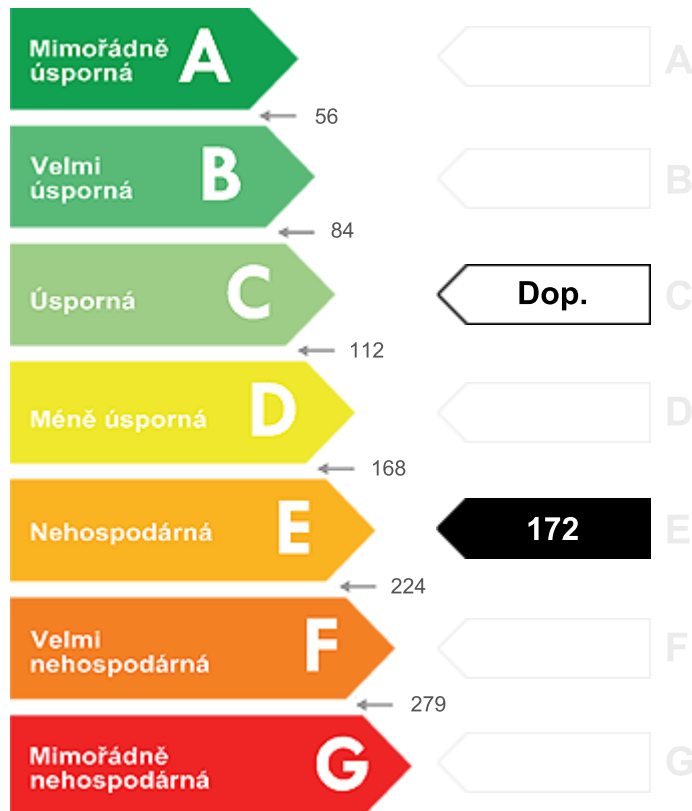 Mimořádně
úsporná
A
A
56
Velmi
úsporná
B
B
84
Úsporná
C
Dop.
C
112
Méně úsporná
D
D
168
Nehospodárná
E
172
E
224
Velmi
nehospodárná
F
F
279
Mimořádně
nehospodárná
G
G